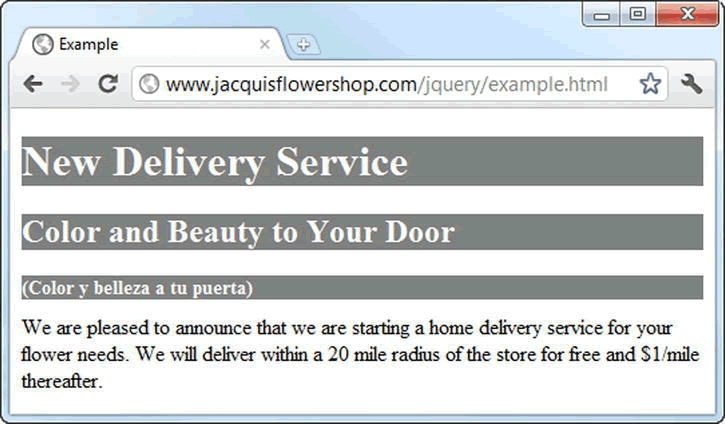 Example
www.jacquisflowershop.com/jquery/example.html
New Delivery Service
Color and Beauty to Your Door
(Color y belleza a tu puerta)
We are pleased to announce that we are starting a home delivery service for your
flower needs. We will deliver within a 20 mile radius of the store for free and $1/mile
thereafter.